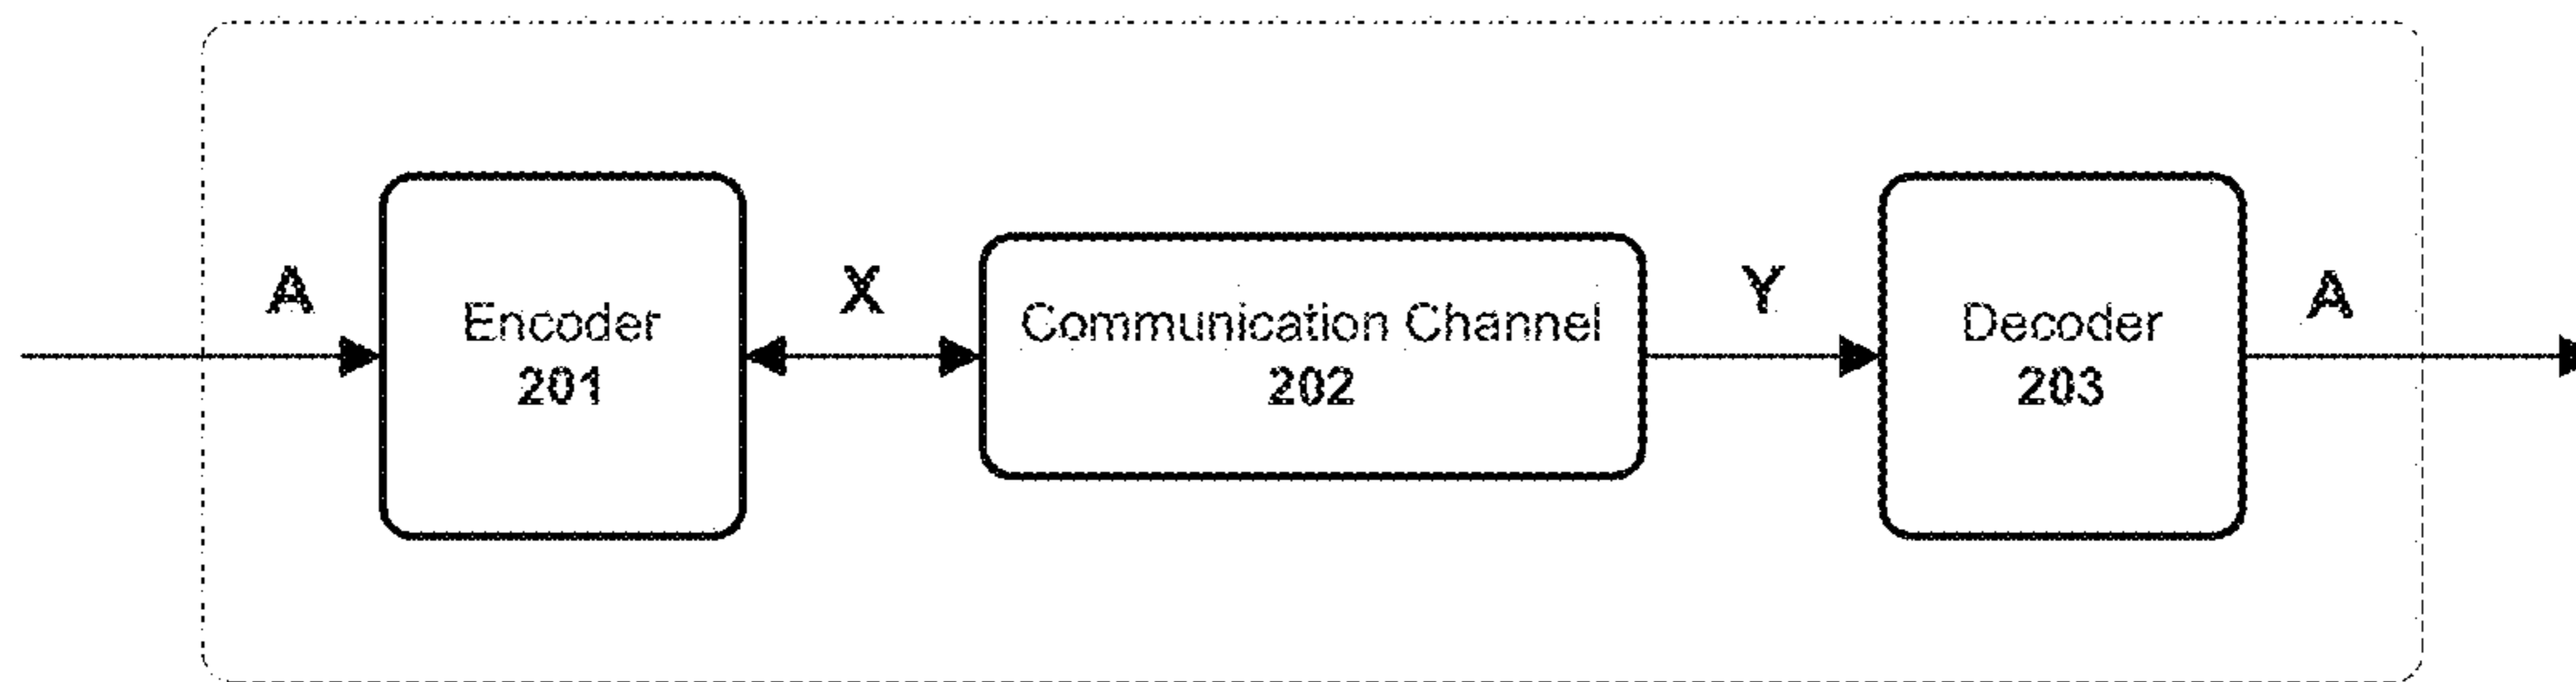 A
Encoder
201
X
Communication Channel
202
Y
Decoder
203
A